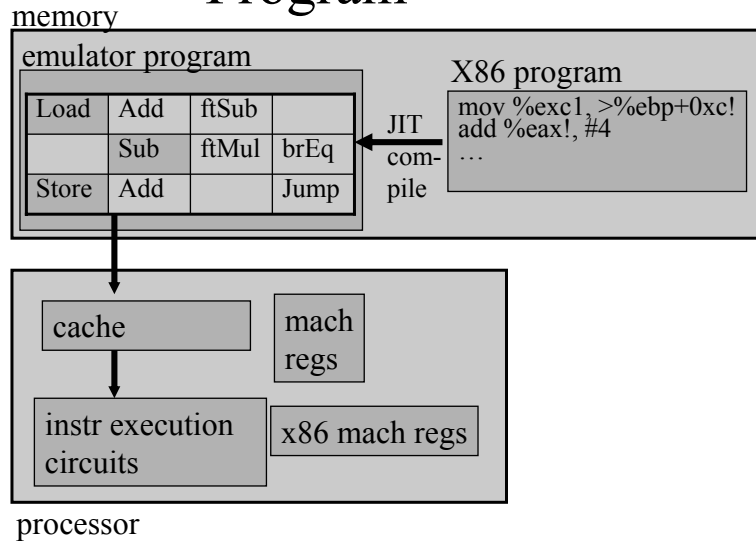 Program
memory
emulator program
X86 program
Load Add ftSub
Sub ftMul brEq
Store Add Jump
JIT
com-
pile
mov %exc1, >%ebp+0xc!
add %eax!, #4
…
cache
mach
regs
instr execution
circuits
x86 mach regs
processor